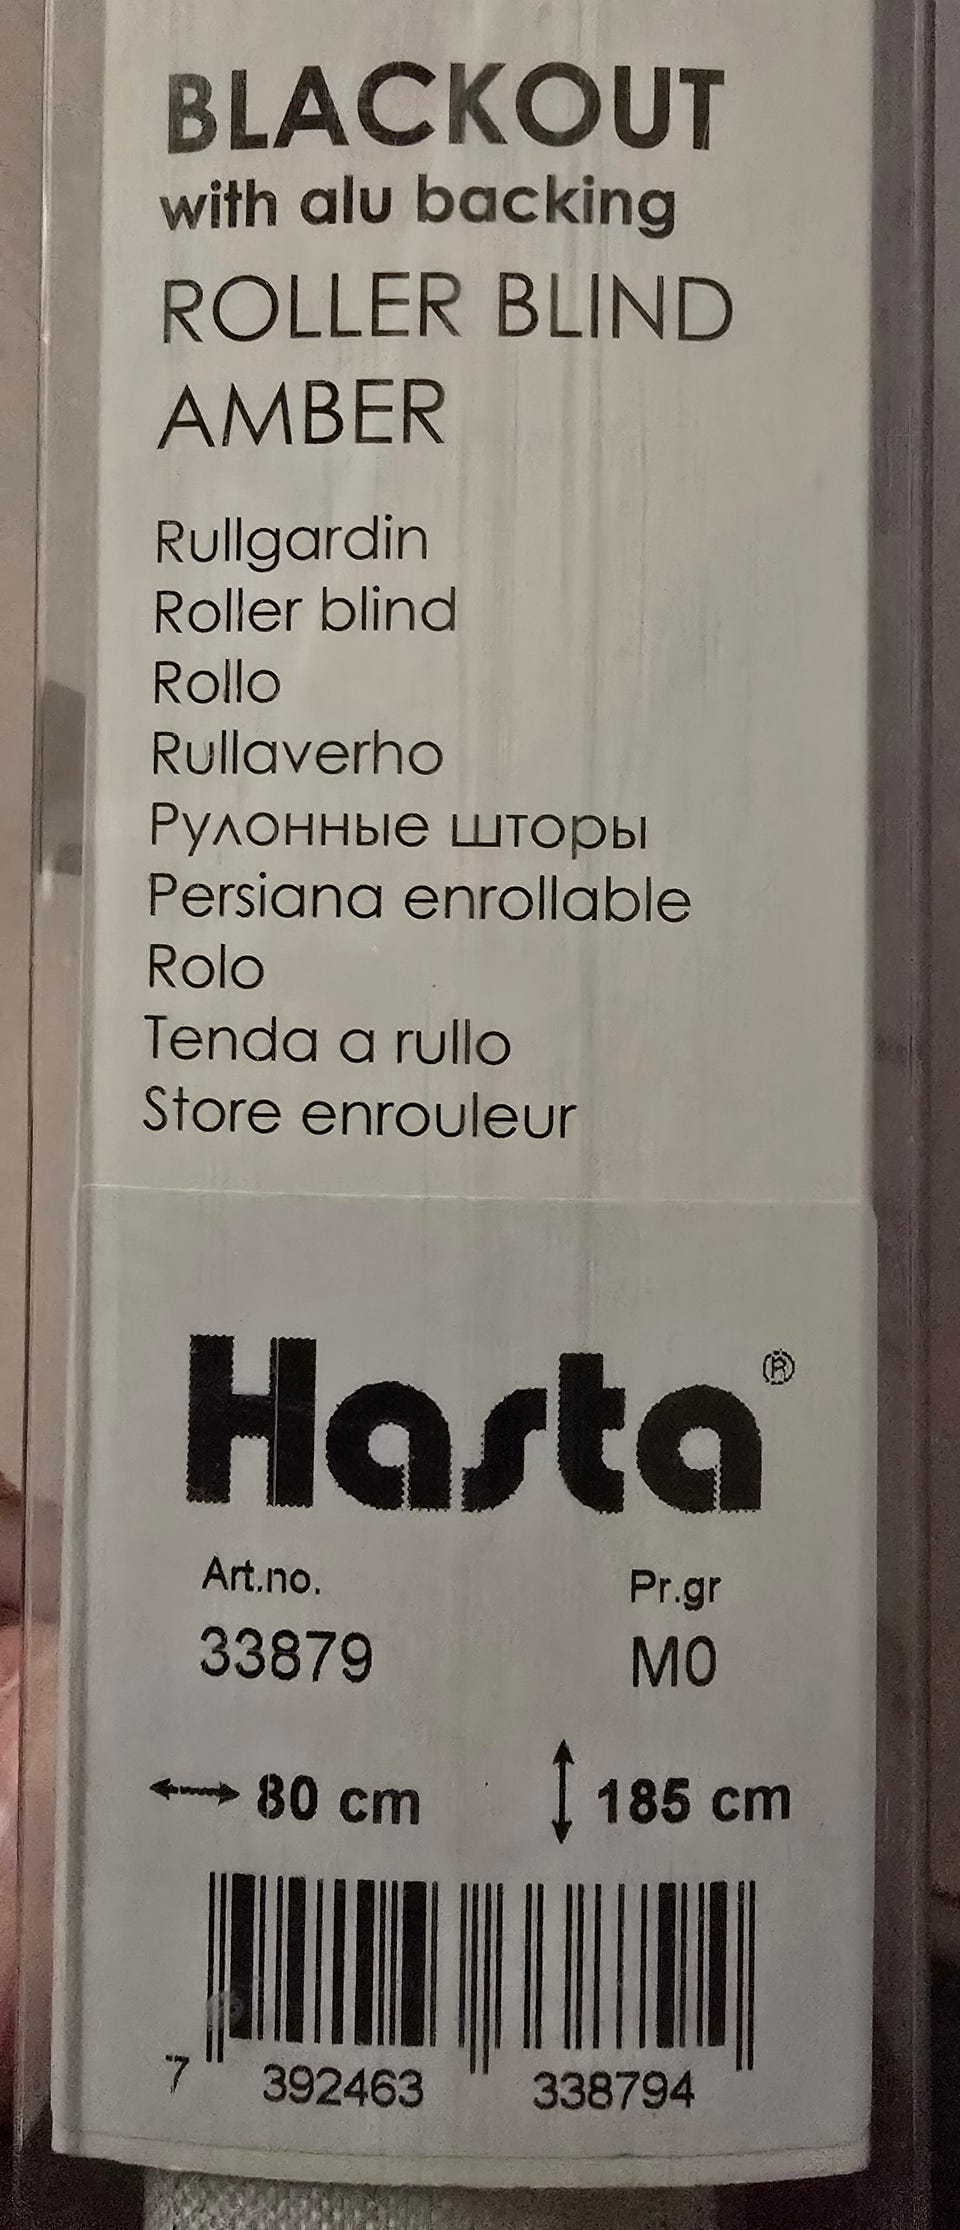 BLACKOUT
with alu backing
ROLLER BLIND
AMBER
Rullgardin
Roller blind
Rollo
Rullaverho
Рулонные шторы
Persiana enrollable
Rolo
Tenda a rullo
Store enrouleur
Hasta®
Art.no. Pr.gr
33879 M0
80 cm 185 cm
7 392463 338794